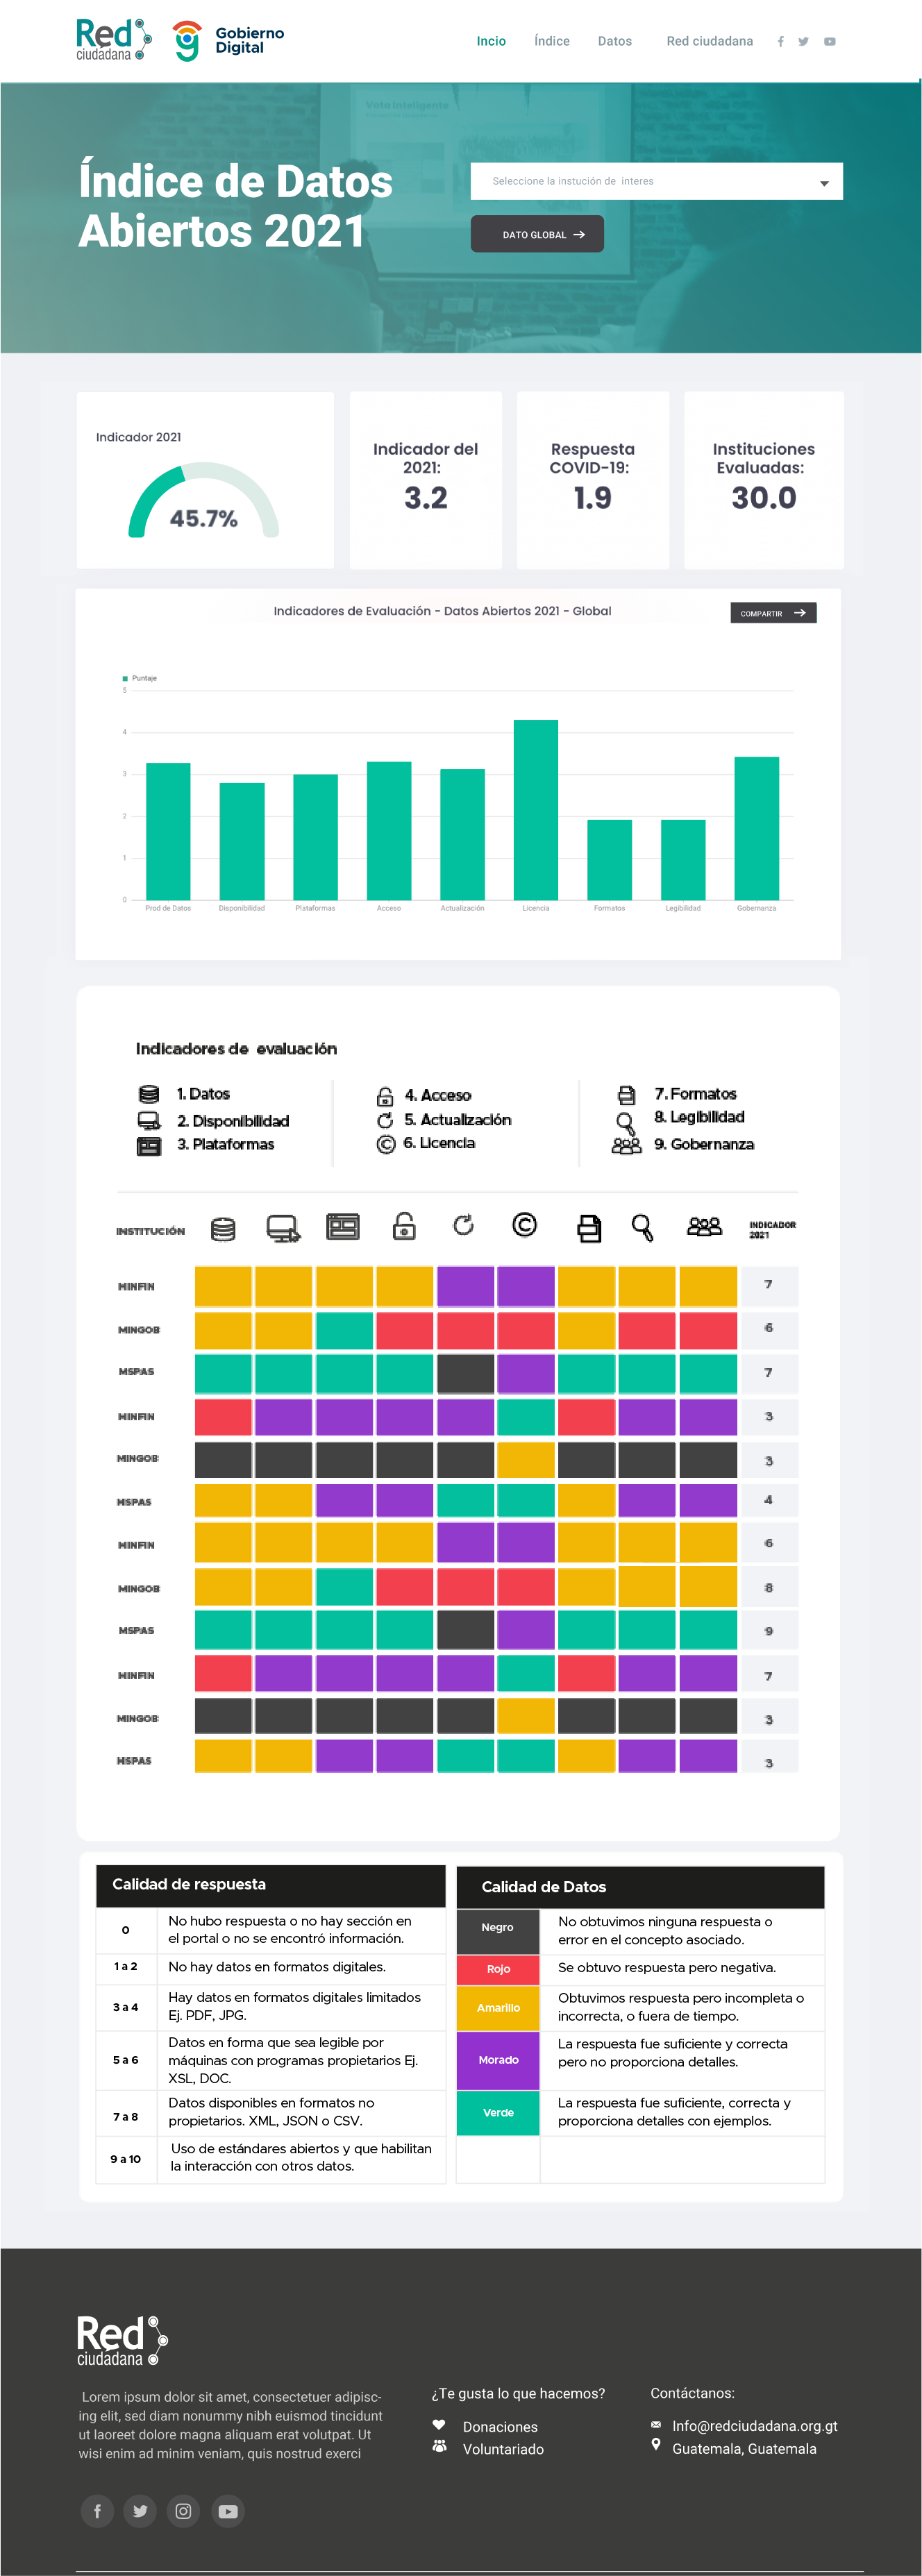 Red
ciudadana
Gobierno
Digital
Incio Índice Datos Red ciudadana
Voto inteligente
Índice de Datos
Abiertos 2021
Seleccione la instución de interes
DATO GLOBAL
Indicador 2021
45.7%
Indicador del
2021:
3.2
Respuesta
COVID-19:
1.9
Instituciones
Evaluadas:
30.0
Indicadores de Evaluación - Datos Abiertos 2021 - Global
COMPARTIR
Puntaje
5
4
3
2
1
0
Prod de Datos Disponibilidad Plataformas Acceso Actualización Licencia Formatos Legibilidad Gobernanza
Indicadores de evaluación
1. Datos
2. Disponibilidad
3. Plataformas
4. Acceso
5. Actualización
6. Licencia
7. Formatos
8. Legibilidad
9. Gobernanza
INSTITUCIÓN
INDICADOR
2021
MINFIN 7
MINGOB 6
MSPAS 7
MINFIN 3
MINGOB 3
MSPAS 4
MINFIN 6
MINGOB 8
MSPAS 9
MINFIN 7
MINGOB 3
MSPAS 3
Calidad de respuesta
0
No hubo respuesta o no hay sección en
el portal o no se encontró información.
1 a 2
No hay datos en formatos digitales.
3 a 4
Hay datos en formatos digitales limitados
Ej. PDF, JPG.
5 a 6
Datos en forma que sea legible por
máquinas con programas propietarios Ej.
XSL, DOC.
7 a 8
Datos disponibles en formatos no
propietarios. XML, JSON o CSV.
9 a 10
Uso de estándares abiertos y que habilitan
la interacción con otros datos.
Calidad de Datos
Negro
No obtuvimos ninguna respuesta o
error en el concepto asociado.
Rojo
Se obtuvo respuesta pero negativa.
Amarillo
Obtuvimos respuesta pero incompleta o
incorrecta, o fuera de tiempo.
Morado
La respuesta fue suficiente y correcta
pero no proporciona detalles.
Verde
La respuesta fue suficiente, correcta y
proporciona detalles con ejemplos.
Red
ciudadana
Lorem ipsum dolor sit amet, consectetuer adipisc-
ing elit, sed diam nonummy nibh euismod tincidunt
ut laoreet dolore magna aliquam erat volutpat. Ut
wisi enim ad minim veniam, quis nostrud exerci
¿Te gusta lo que hacemos?
Donaciones
Voluntariado
Contáctanos:
Info@redciudadana.org.gt
Guatemala, Guatemala